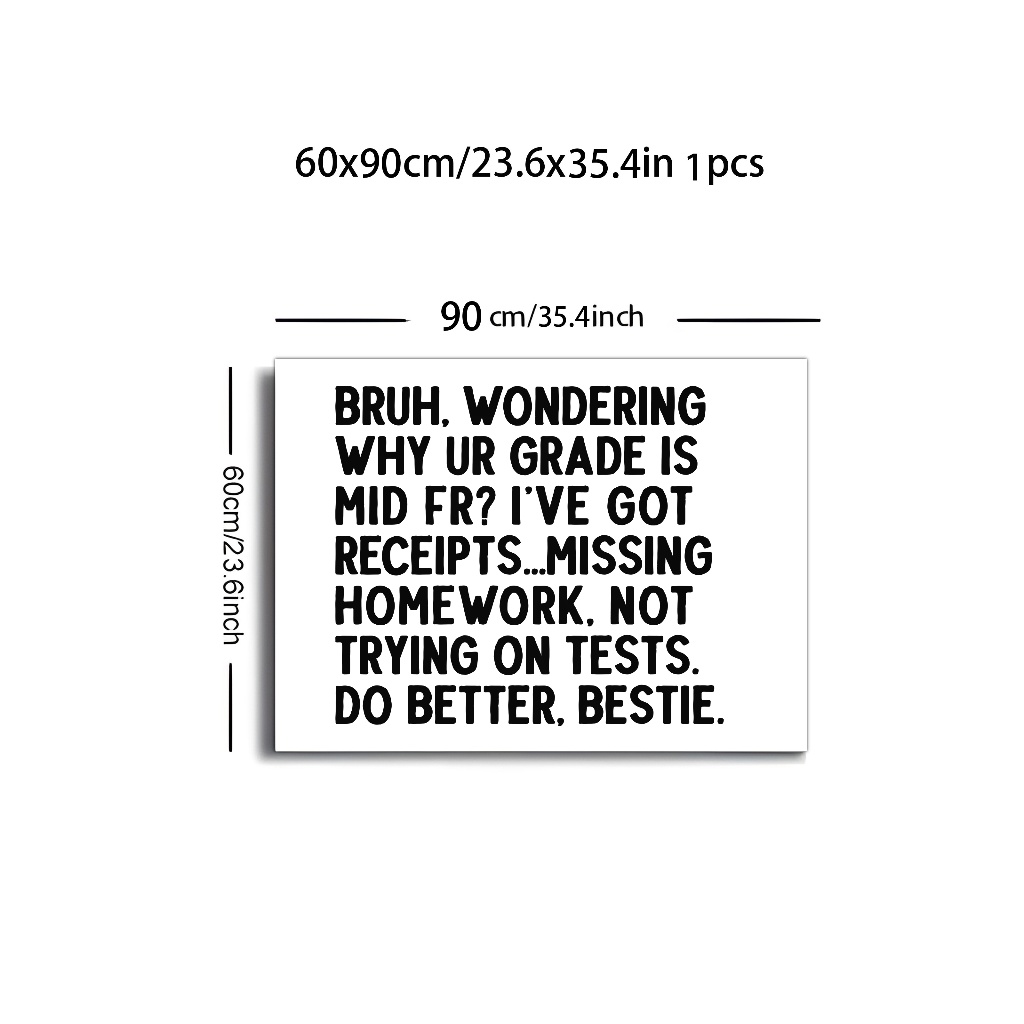 60x90cm/23.6x35.4in 1pcs
90 cm/35.4inch
60cm/23.6inch
BRUH, WONDERING
WHY UR GRADE IS
MID FR? I'VE GOT
RECEIPTS...MISSING
HOMEWORK, NOT
TRYING ON TESTS.
DO BETTER, BESTIE.